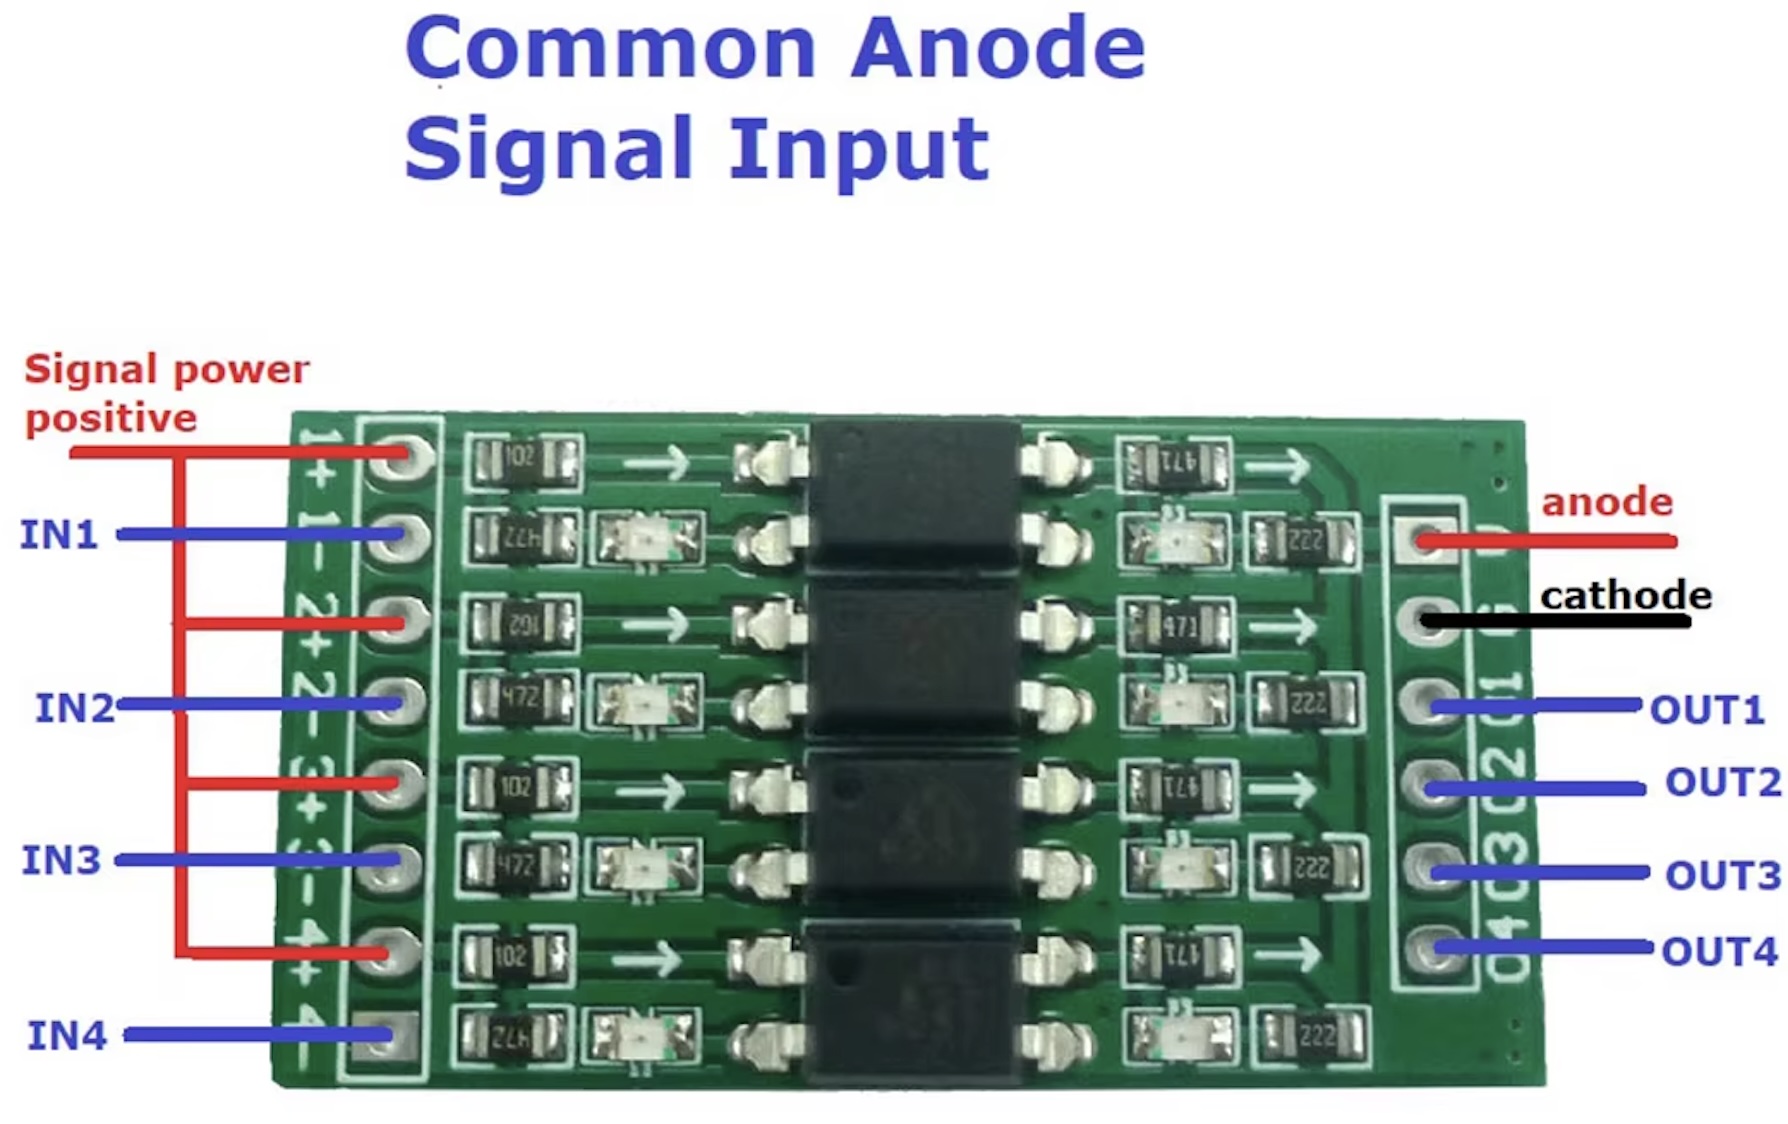 Common Anode
Signal Input
Signal power
positive
IN1
IN2
IN3
IN4
1+
1-
2+
2-
3+
3-
4+
4-
102
472
102
472
102
472
102
472
471
222
471
222
471
222
471
222
anode
cathode
V
G
O1
O2
O3
O4
OUT1
OUT2
OUT3
OUT4